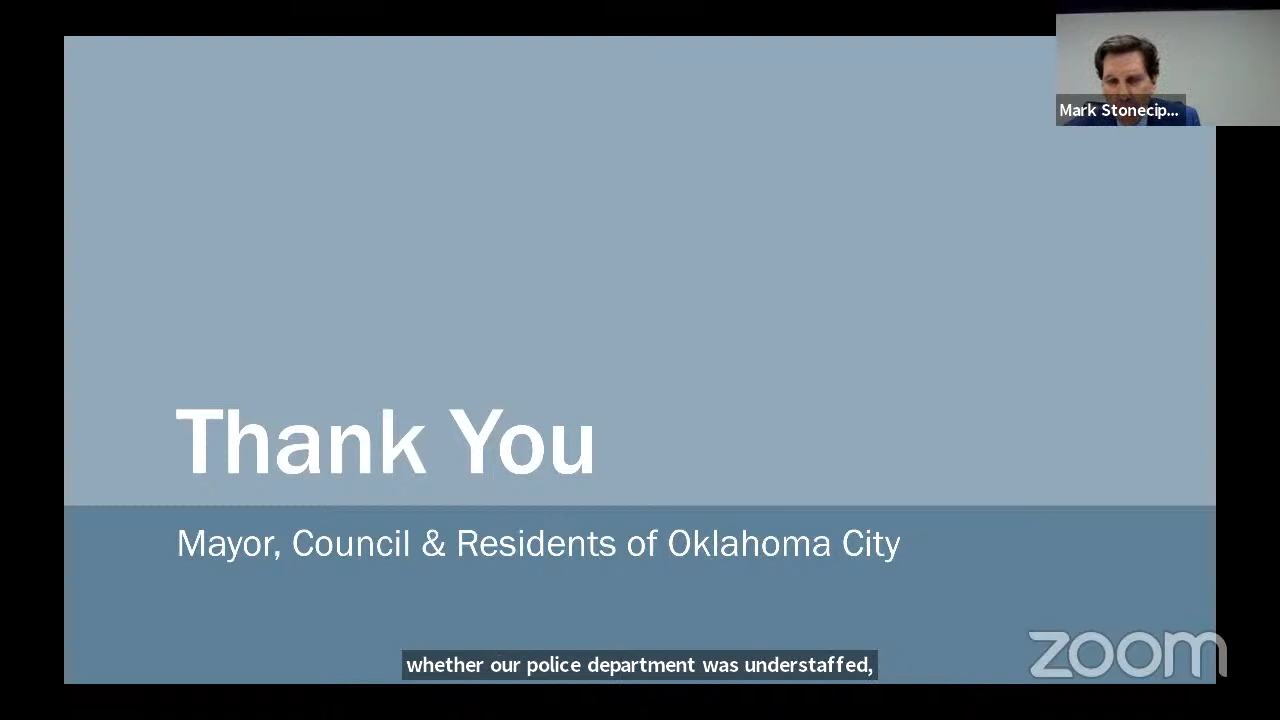 Mark Stonecip...
Thank You
Mayor, Council & Residents of Oklahoma City
whether our police department was understaffed,
zoom